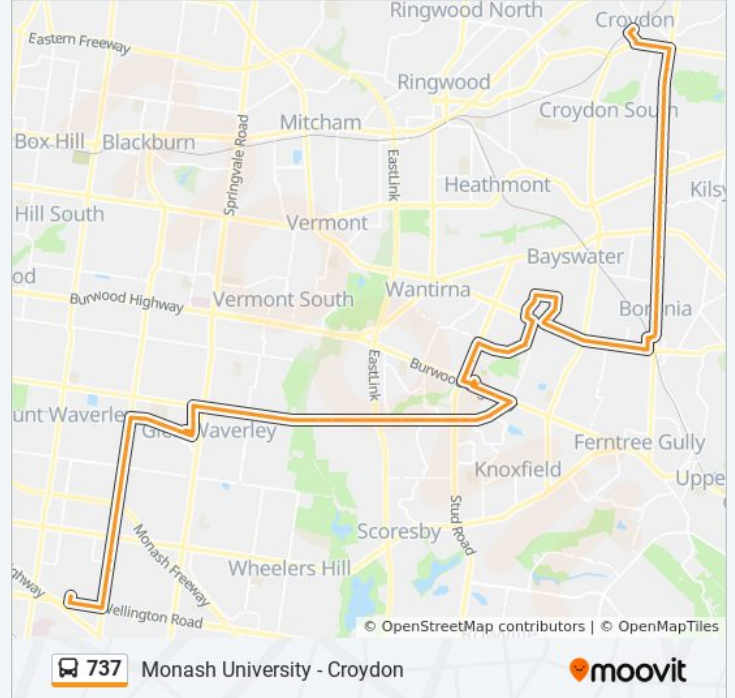 Ringwood North
Croydon
Eastern Freeway
Ringwood
Croydon South
Mitcham
Box Hill
Blackburn
Springvale Road
EastLink
Heathmont
Kilsy
Hill South
Vermont
Bayswater
od
Wantirna
Burwood Highway
Vermont South
Boronia
EastLink
Burwoo
unt Waverley
Glen Waverley
Ferntree Gully
Knoxfield
Uppe
Stud Road
Monash Freeway
Scoresby
Wheelers Hill
ghway
Wellington Road
© OpenStreetMap contributors | © OpenMapTiles
737 Monash University - Croydon
moovit